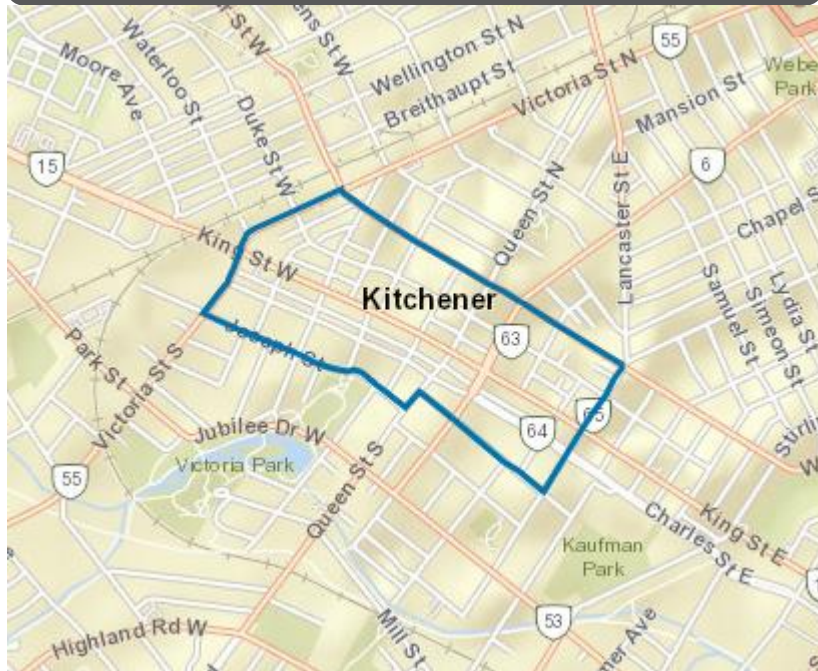 Wellington St N
55
Weber
Park
Waterloo St
Moore Ave
Breithaupt St
Victoria St N
Mansion St
Duke St W
15
6
Queen St N
Chapel S
King St W
Lancaster St E
Kitchener
Lydia St
Simeon St
Samuel St
63
Joseph St
Park St
Victoria St S
65
64
Jubilee Dr W
Victoria Park
55
Queen St S
King St E
Charles St E
Kaufman
Park
53
Mill St
Highland Rd W